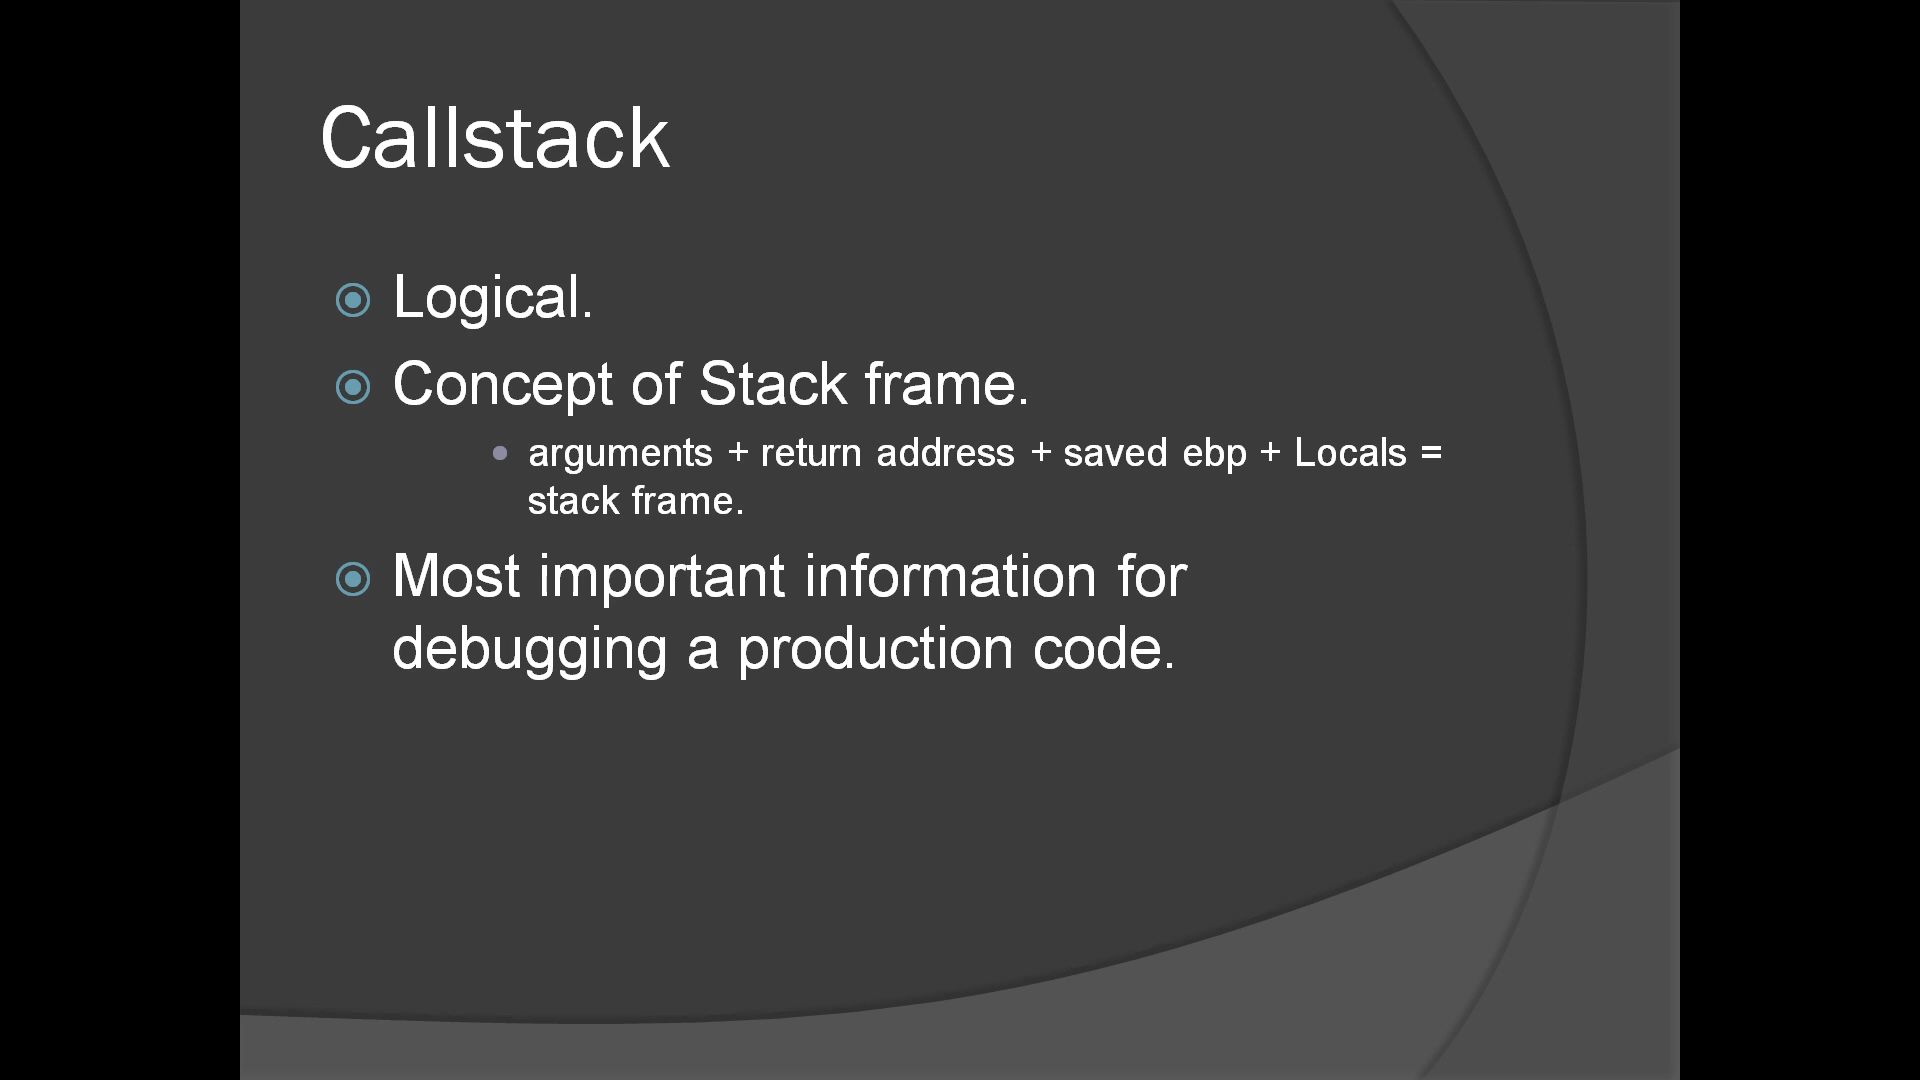 Callstack
Logical.
Concept of Stack frame.
arguments + return address + saved ebp + Locals =
stack frame.
Most important information for
debugging a production code.